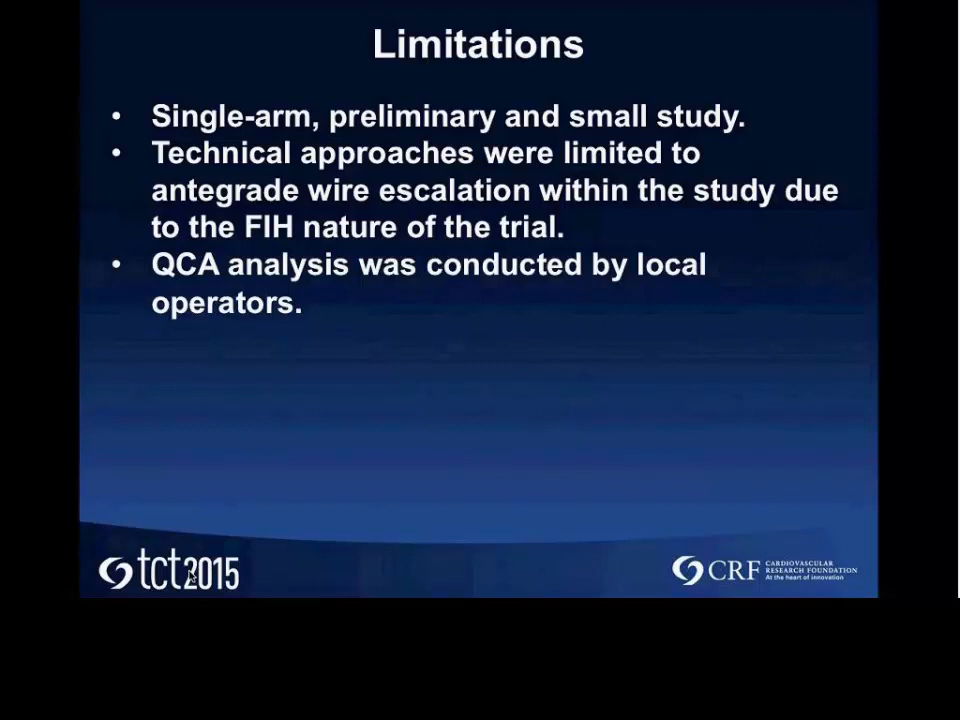 Limitations
• Single-arm, preliminary and small study.
• Technical approaches were limited to
antegrade wire escalation within the study due
to the FIH nature of the trial.
• QCA analysis was conducted by local
operators.
tct2015
CRF CARDIOVASCULAR
RESEARCH FOUNDATION
At the heart of innovation